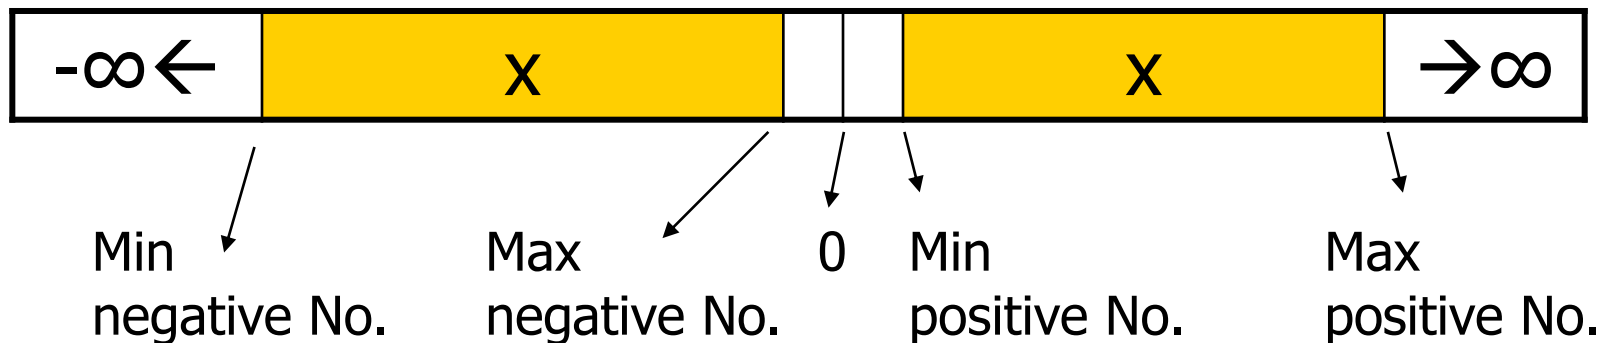 -∞← x x →∞
Min Max 0 Min Max
negative No. negative No. positive No. positive No.